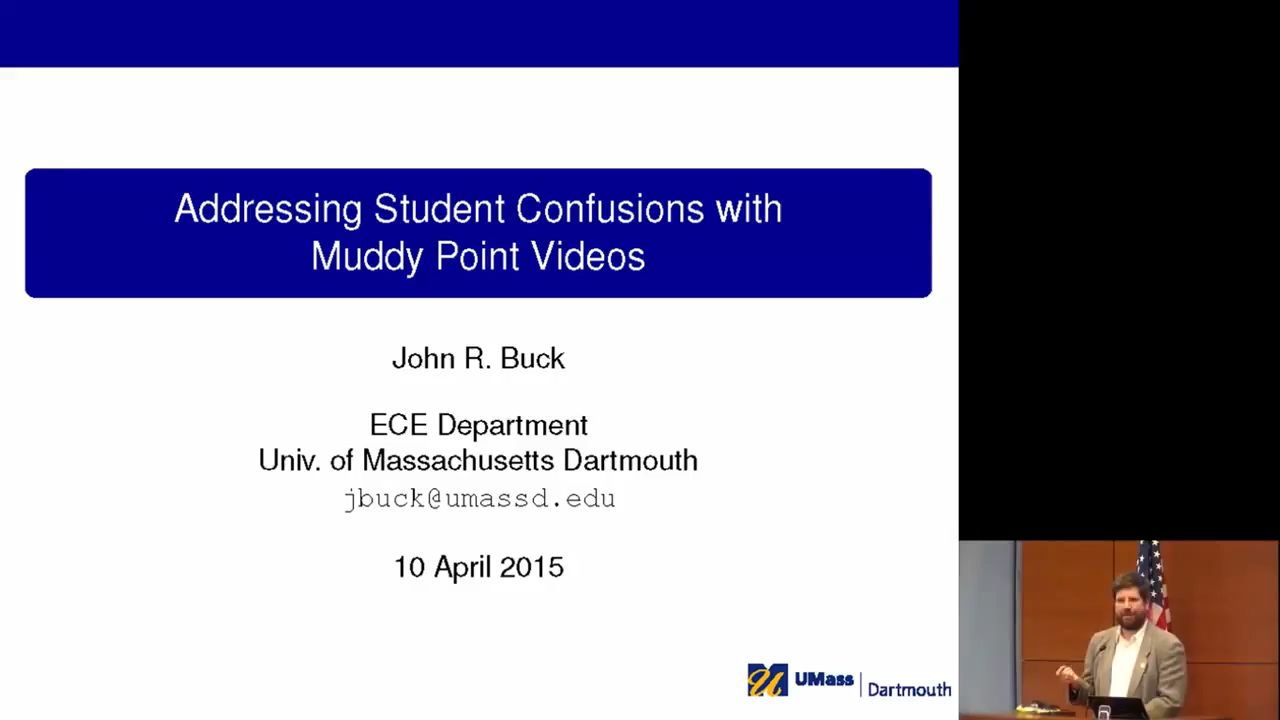 Addressing Student Confusions with
Muddy Point Videos
John R. Buck
ECE Department
Univ. of Massachusetts Dartmouth
jbuck@umassd.edu
10 April 2015
UMass | Dartmouth